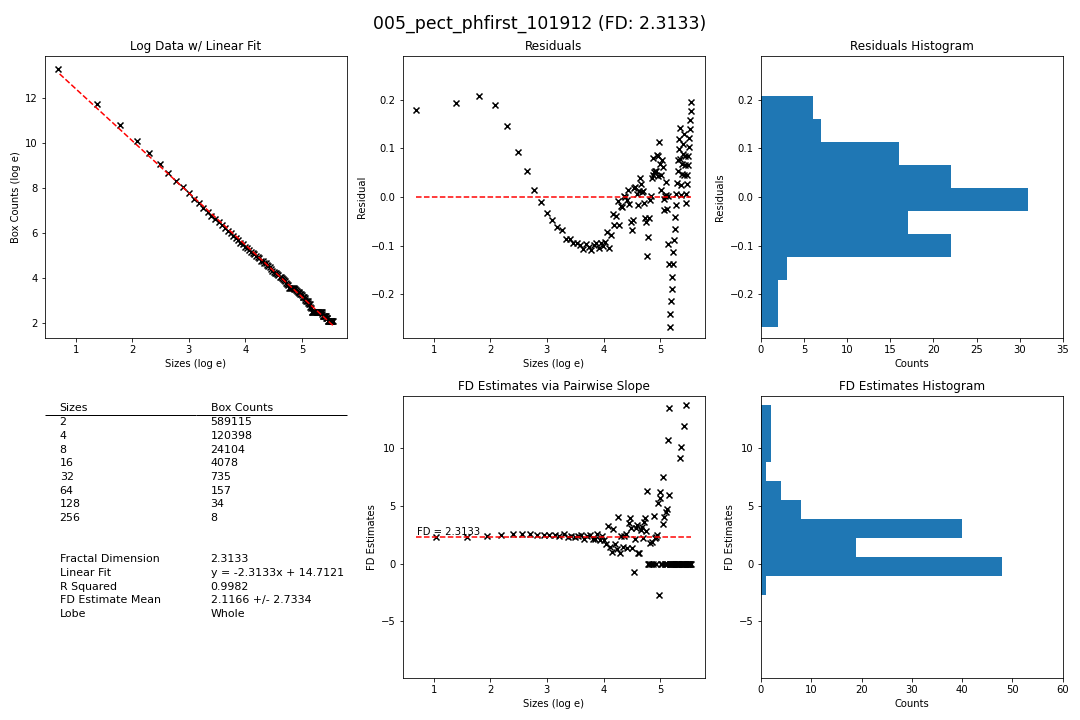 005_pect_phfirst_101912 (FD: 2.3133)
Log Data w/ Linear Fit
Box Counts (log e)
12
10
8
6
4
2
1 2 3 4 5
Sizes (log e)
Residuals
Residual
0.2
0.1
0.0
−0.1
−0.2
1 2 3 4 5
Sizes (log e)
Residuals Histogram
Residuals
0.2
0.1
0.0
−0.1
−0.2
0 5 10 15 20 25 30 35
Counts
Sizes Box Counts
2 589115
4 120398
8 24104
16 4078
32 735
64 157
128 34
256 8
Fractal Dimension 2.3133
Linear Fit y = -2.3133x + 14.7121
R Squared 0.9982
FD Estimate Mean 2.1166 +/- 2.7334
Lobe Whole
FD Estimates via Pairwise Slope
FD Estimates
10
5
0
−5
FD = 2.3133
1 2 3 4 5
Sizes (log e)
FD Estimates Histogram
FD Estimates
10
5
0
−5
0 10 20 30 40 50 60
Counts